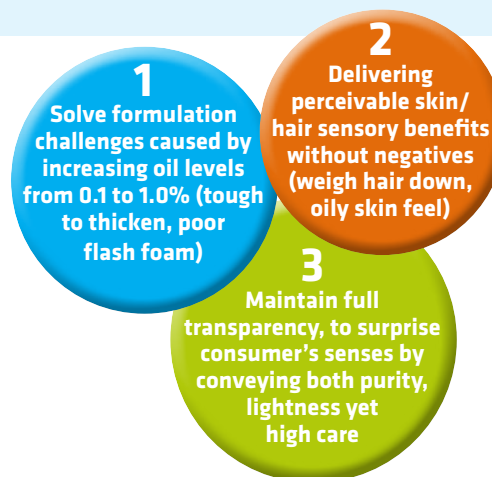 1
Solve formulation
challenges caused by
increasing oil levels
from 0.1 to 1.0% (tough
to thicken, poor
flash foam)
2
Delivering
perceivable skin/
hair sensory benefits
without negatives
(weigh hair down,
oily skin feel)
3
Maintain full
transparency, to surprise
consumer’s senses by
conveying both purity,
lightness yet
high care